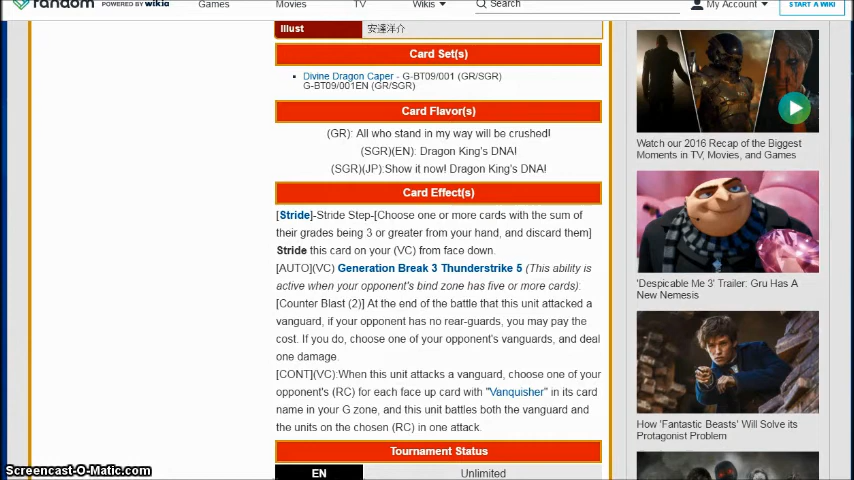 fandom POWERED BY wikia Games Movies TV Wikis Search My Account START A WIKI
Illust 安達洋介
Card Set(s)
Divine Dragon Caper - G-BT09/001 (GR/SGR)
G-BT09/001EN (GR/SGR)
Card Flavor(s)
(GR): All who stand in my way will be crushed!
(SGR)(EN): Dragon King's DNA!
(SGR)(JP):Show it now! Dragon King's DNA!
Card Effect(s)
[Stride]-Stride Step-[Choose one or more cards with the sum of
their grades being 3 or greater from your hand, and discard them]
Stride this card on your (VC) from face down.
[AUTO](VC) Generation Break 3 Thunderstrike 5 (This ability is
active when your opponent's bind zone has five or more cards):
[Counter Blast (2)] At the end of the battle that this unit attacked a
vanguard, if your opponent has no rear-guards, you may pay the
cost. If you do, choose one of your opponent's vanguards, and deal
one damage.
[CONT](VC):When this unit attacks a vanguard, choose one of your
opponent's (RC) for each face up card with "Vanquisher" in its card
name in your G zone, and this unit battles both the vanguard and
the units on the chosen (RC) in one attack.
Tournament Status
EN Unlimited
Watch our 2016 Recap of the Biggest
Moments in TV, Movies, and Games
'Despicable Me 3' Trailer: Gru Has A
New Nemesis
How 'Fantastic Beasts' Will Solve its
Protagonist Problem
Screencast-O-Matic.com